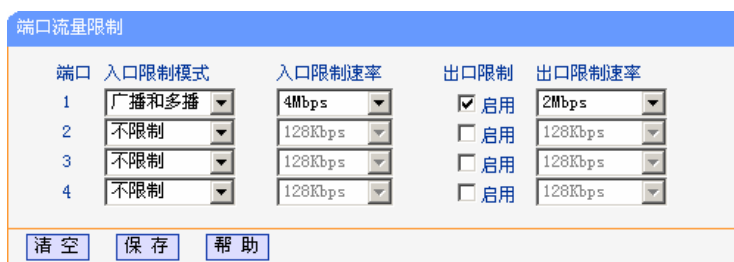 端口流量限制
端口 入口限制模式 入口限制速率 出口限制 出口限制速率
1 广播和多播 4Mbps 启用 2Mbps
2 不限制 128Kbps 启用 128Kbps
3 不限制 128Kbps 启用 128Kbps
4 不限制 128Kbps 启用 128Kbps
清 空 保 存 帮 助